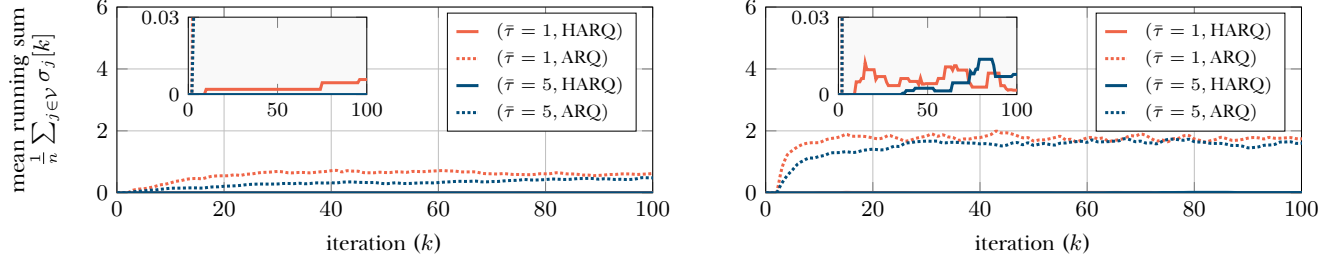 mean running sum
1/n ∑j∈𝒱 σj[k]
6
4
2
0
0 20 40 60 80 100
iteration (k)
0.03
0
0 50 100
(τ̄ = 1, HARQ)
(τ̄ = 1, ARQ)
(τ̄ = 5, HARQ)
(τ̄ = 5, ARQ)
6
4
2
0
0 20 40 60 80 100
iteration (k)
0.03
0
0 50 100
(τ̄ = 1, HARQ)
(τ̄ = 1, ARQ)
(τ̄ = 5, HARQ)
(τ̄ = 5, ARQ)